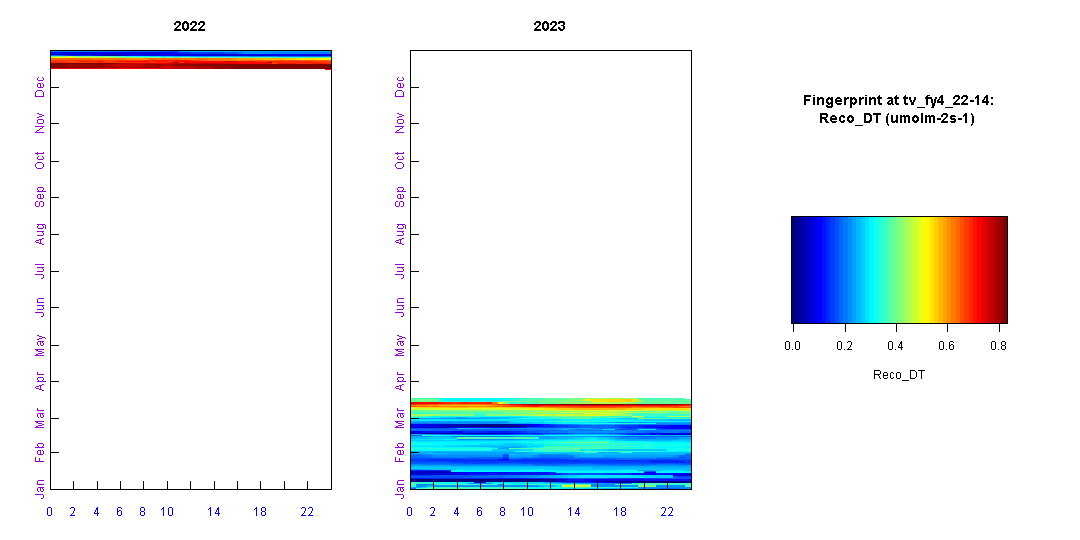 2022
2023
Dec
Nov
Oct
Sep
Aug
Jul
Jun
May
Apr
Mar
Feb
Jan
0 2 4 6 8 10 14 18 22
Dec
Nov
Oct
Sep
Aug
Jul
Jun
May
Apr
Mar
Feb
Jan
0 2 4 6 8 10 14 18 22
Fingerprint at tv_fy4_22-14:
Reco_DT (umolm-2s-1)
0.0 0.2 0.4 0.6 0.8
Reco_DT